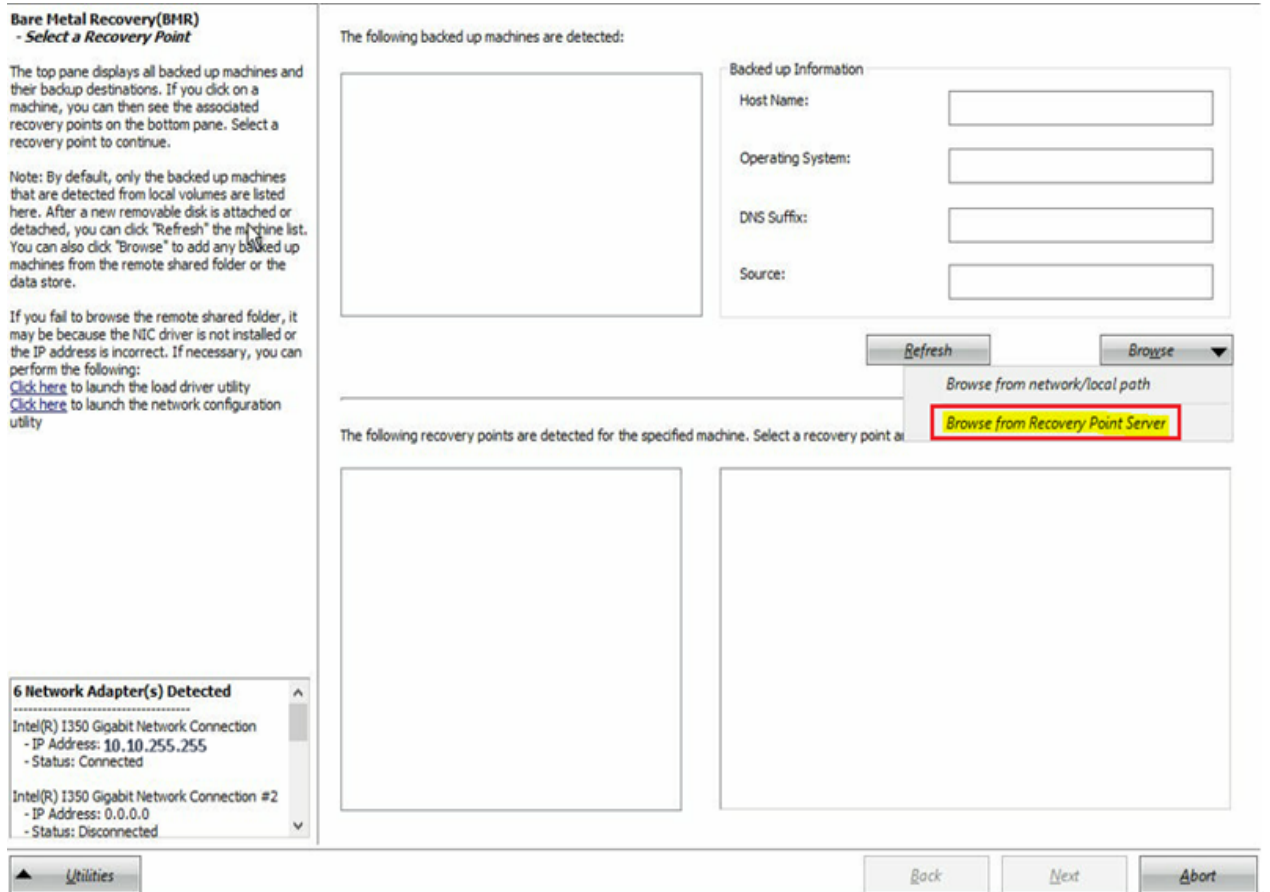 Bare Metal Recovery(BMR)
- Select a Recovery Point
The top pane displays all backed up machines and
their backup destinations. If you click on a
machine, you can then see the associated
recovery points on the bottom pane. Select a
recovery point to continue.
Note: By default, only the backed up machines
that are detected from local volumes are listed
here. After a new removable disk is attached or
detached, you can click "Refresh" the machine list.
You can also click "Browse" to add any backed up
machines from the remote shared folder or the
data store.
If you fail to browse the remote shared folder, it
may be because the NIC driver is not installed or
the IP address is incorrect. If necessary, you can
perform the following:
Click here to launch the load driver utility
Click here to launch the network configuration
utility
6 Network Adapter(s) Detected
------------------------------------
Intel(R) I350 Gigabit Network Connection
- IP Address: 10.10.255.255
- Status: Connected
Intel(R) I350 Gigabit Network Connection #2
- IP Address: 0.0.0.0
- Status: Disconnected
The following backed up machines are detected:
Backed up Information
Host Name:
Operating System:
DNS Suffix:
Source:
Refresh
Browse
Browse from network/local path
Browse from Recovery Point Server
The following recovery points are detected for the specified machine. Select a recovery point
Utilities
Back
Next
Abort